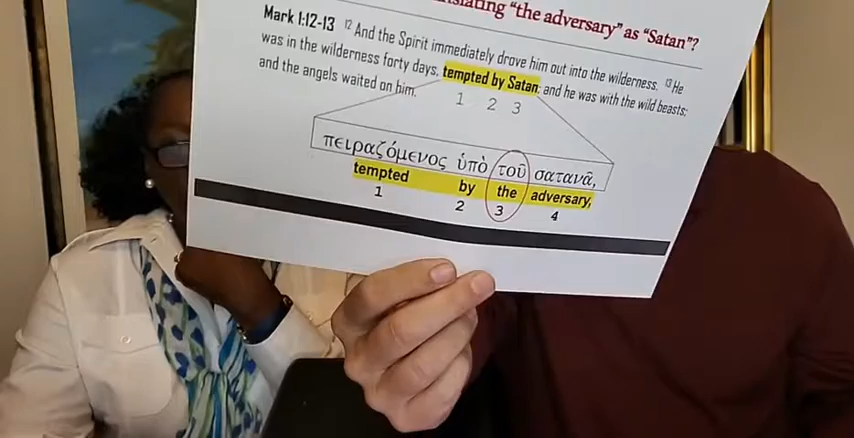 "the adversary" as "Satan"?
Mark 1:12-13 12 And the Spirit immediately drove him out into the wilderness. 13 He
was in the wilderness forty days, tempted by Satan; and he was with the wild beasts;
and the angels waited on him.
1 2 3
πειραζόμενος ὑπὸ τοῦ σατανᾶ,
tempted by the adversary,
1 2 3 4